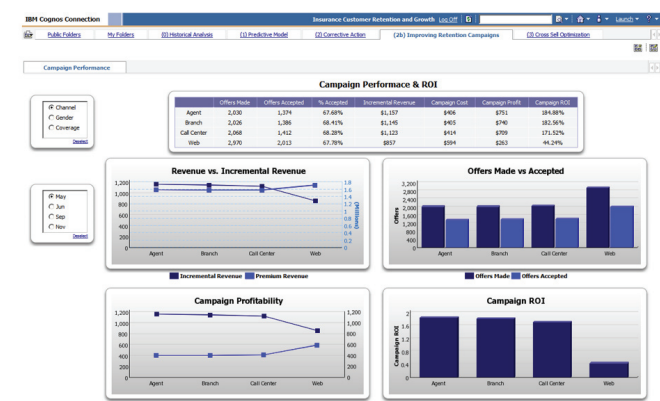 IBM Cognos Connection
Insurance Customer Retention and Growth Log Off
Launch
Public Folders My Folders (0) Historical Analysis (1) Predictive Model (2) Corrective Action (2b) Improving Retention Campaigns (3) Cross Sell Optimization
Campaign Performance
Campaign Performace & ROI
Offers Made Offers Accepted % Accepted Incremental Revenue Campaign Cost Campaign Profit Campaign ROI
Agent 2,030 1,374 67.68% $1,157 $406 $751 184.88%
Branch 2,026 1,386 68.41% $1,145 $405 $740 182.56%
Call Center 2,068 1,412 68.28% $1,123 $414 $709 171.52%
Web 2,970 2,013 67.78% $857 $594 $263 44.24%
Channel
Gender
Coverage
Deselect
May
Jun
Sep
Nov
Deselect
Revenue vs. Incremental Revenue
1,200 1,000 800 600 400 200 0
1.8 1.6 1.4 1.2 1 0.8 0.6 0.4 0.2 0
(Millions)
Agent Branch Call Center Web
Incremental Revenue Premium Revenue
Offers Made vs Accepted
Offers
3,200 2,800 2,400 2,000 1,600 1,200 800 400 0
Agent Branch Call Center Web
Offers Made Offers Accepted
Campaign Profitability
1,200 1,000 800 600 400 200 0
1,200 1,000 800 600 400 200 0
Agent Branch Call Center Web
Campaign ROI
Campaign ROI
2 1.6 1.2 0.8 0.4 0
Agent Branch Call Center Web